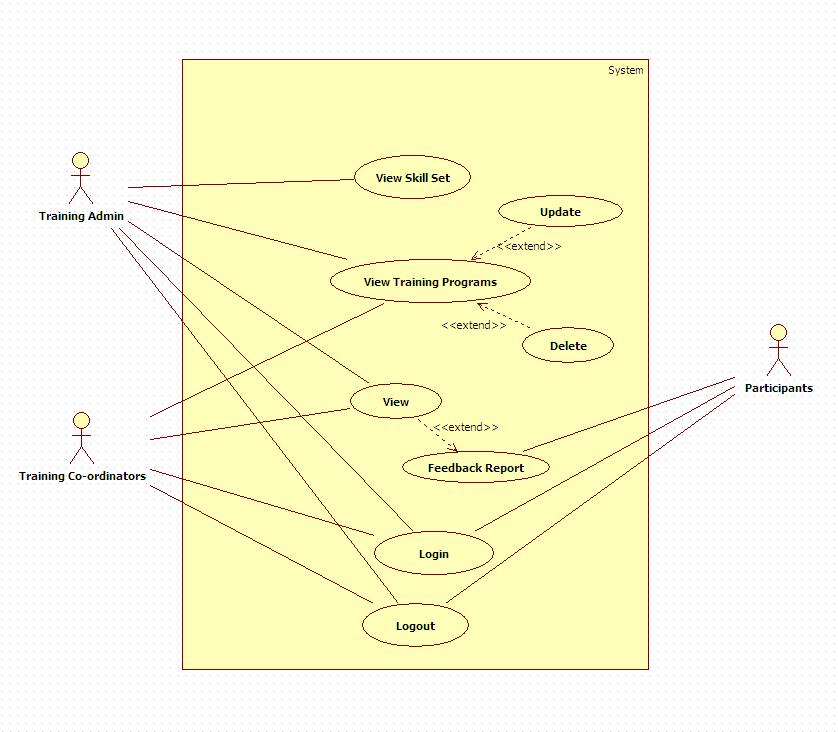 System
View Skill Set
Update
Training Admin
<<extend>>
View Training Programs
<<extend>>
Delete
Participants
View
<<extend>>
Feedback Report
Training Co-ordinators
Login
Logout